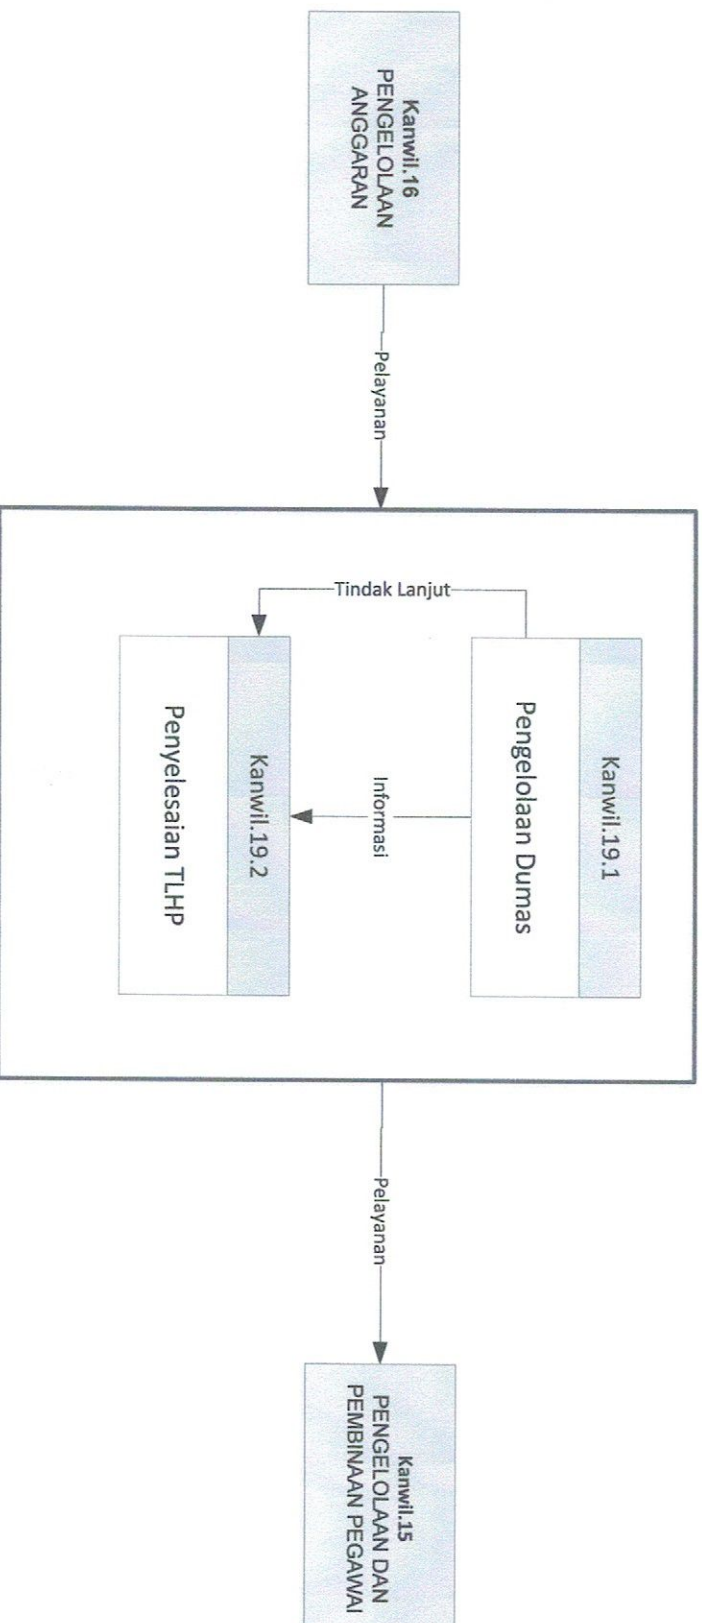 Kanwil.16
PENGELOLAAN
ANGGARAN
Pelayanan
Kanwil.19.1
Pengelolaan Dumas
Tindak Lanjut
Informasi
Kanwil.19.2
Penyelesaian TLHP
Pelayanan
Kanwil.15
PENGELOLAAN DAN
PEMBINAAN PEGAWAI